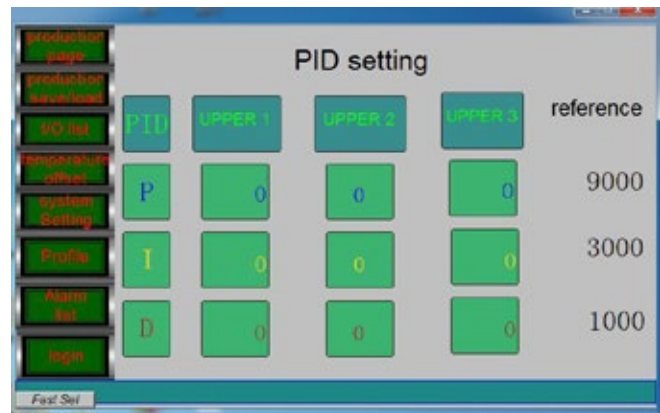 production
page
production
save/load
I/O list
temperature
offset
system
Setting
Profile
Alarm
list
login
PID setting
PID UPPER 1 UPPER 2 UPPER 3 reference
P 0 0 0 9000
I 0 0 0 3000
D 0 0 0 1000
Fast Sel